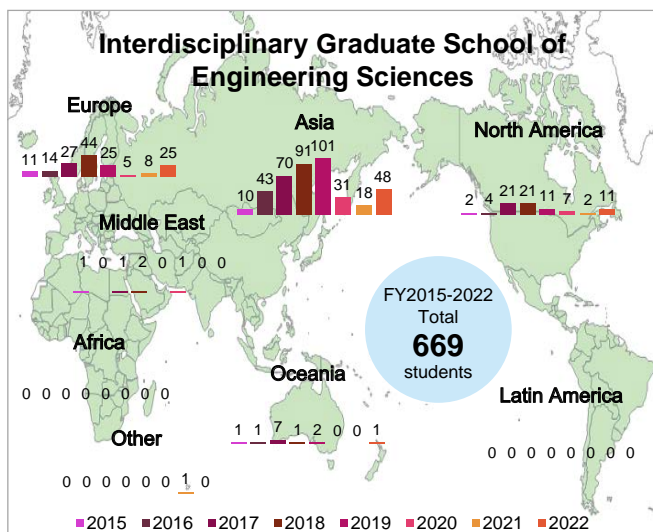 Interdisciplinary Graduate School of
Engineering Sciences
Europe
11 14 27 44 25 5 8 25
Asia
10 43 70 91 101 31 18 48
North America
2 4 21 21 11 7 2 11
Middle East
1 0 1 2 0 1 0 0
FY2015-2022
Total
669
students
Africa
0 0 0 0 0 0 0 0
Oceania
1 1 7 1 2 0 0 1
Latin America
0 0 0 0 0 0 0 0
Other
0 0 0 0 0 0 1 0
2015 2016 2017 2018 2019 2020 2021 2022